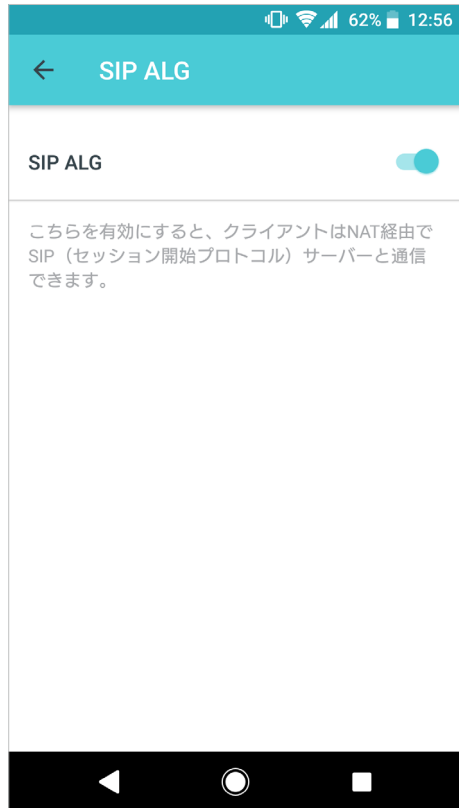 62% 12:56
SIP ALG
SIP ALG
こちらを有効にすると、クライアントはNAT経由で
SIP（セッション開始プロトコル）サーバーと通信
できます。